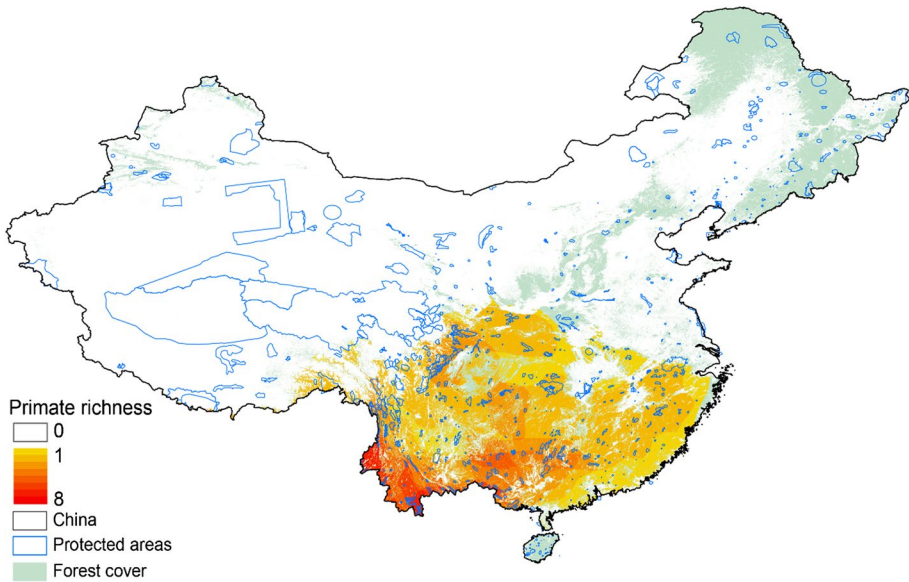 Primate richness
0
1
8
China
Protected areas
Forest cover